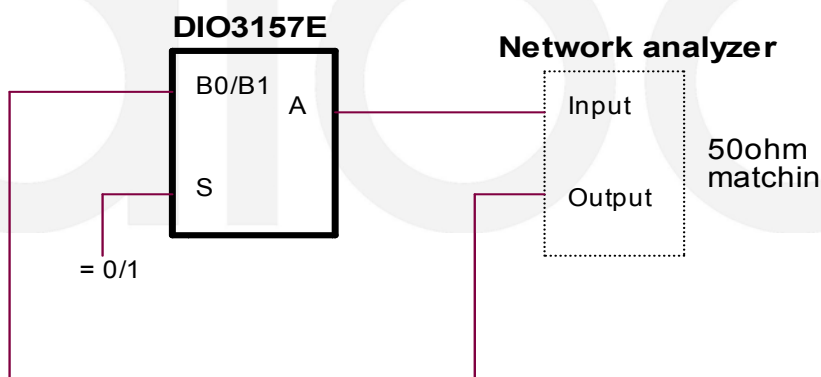 DIO3157E
Network analyzer
B0/B1
A
S
= 0/1
Input
Output
50ohm
matchin